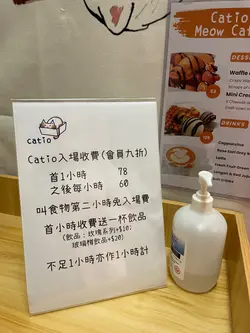 catio
Catio入場收費(會員九折)
首1小時 78
之後每小時 60
叫食物第二小時免入場費
首小時收費送一杯飲品
(飲品：玫瑰系列+$10;
玻璃樽飲品+$20)
不足1小時亦作1小時計
Catio
Meow Caf
DESS
Waffle
Mini Cre
DRINKS
Cappuccino
Latte